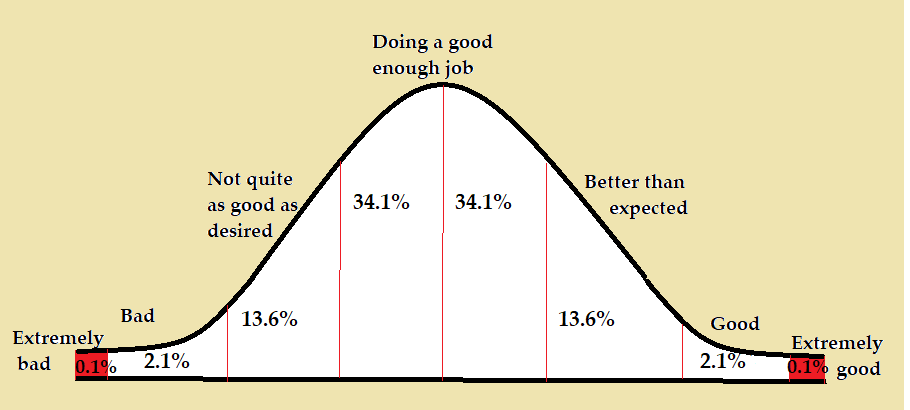 Doing a good
enough job
Not quite
as good as
desired
34.1%
34.1%
Better than
expected
Bad
13.6%
13.6%
Good
Extremely
bad
0.1%
2.1%
2.1%
0.1%
Extremely
good